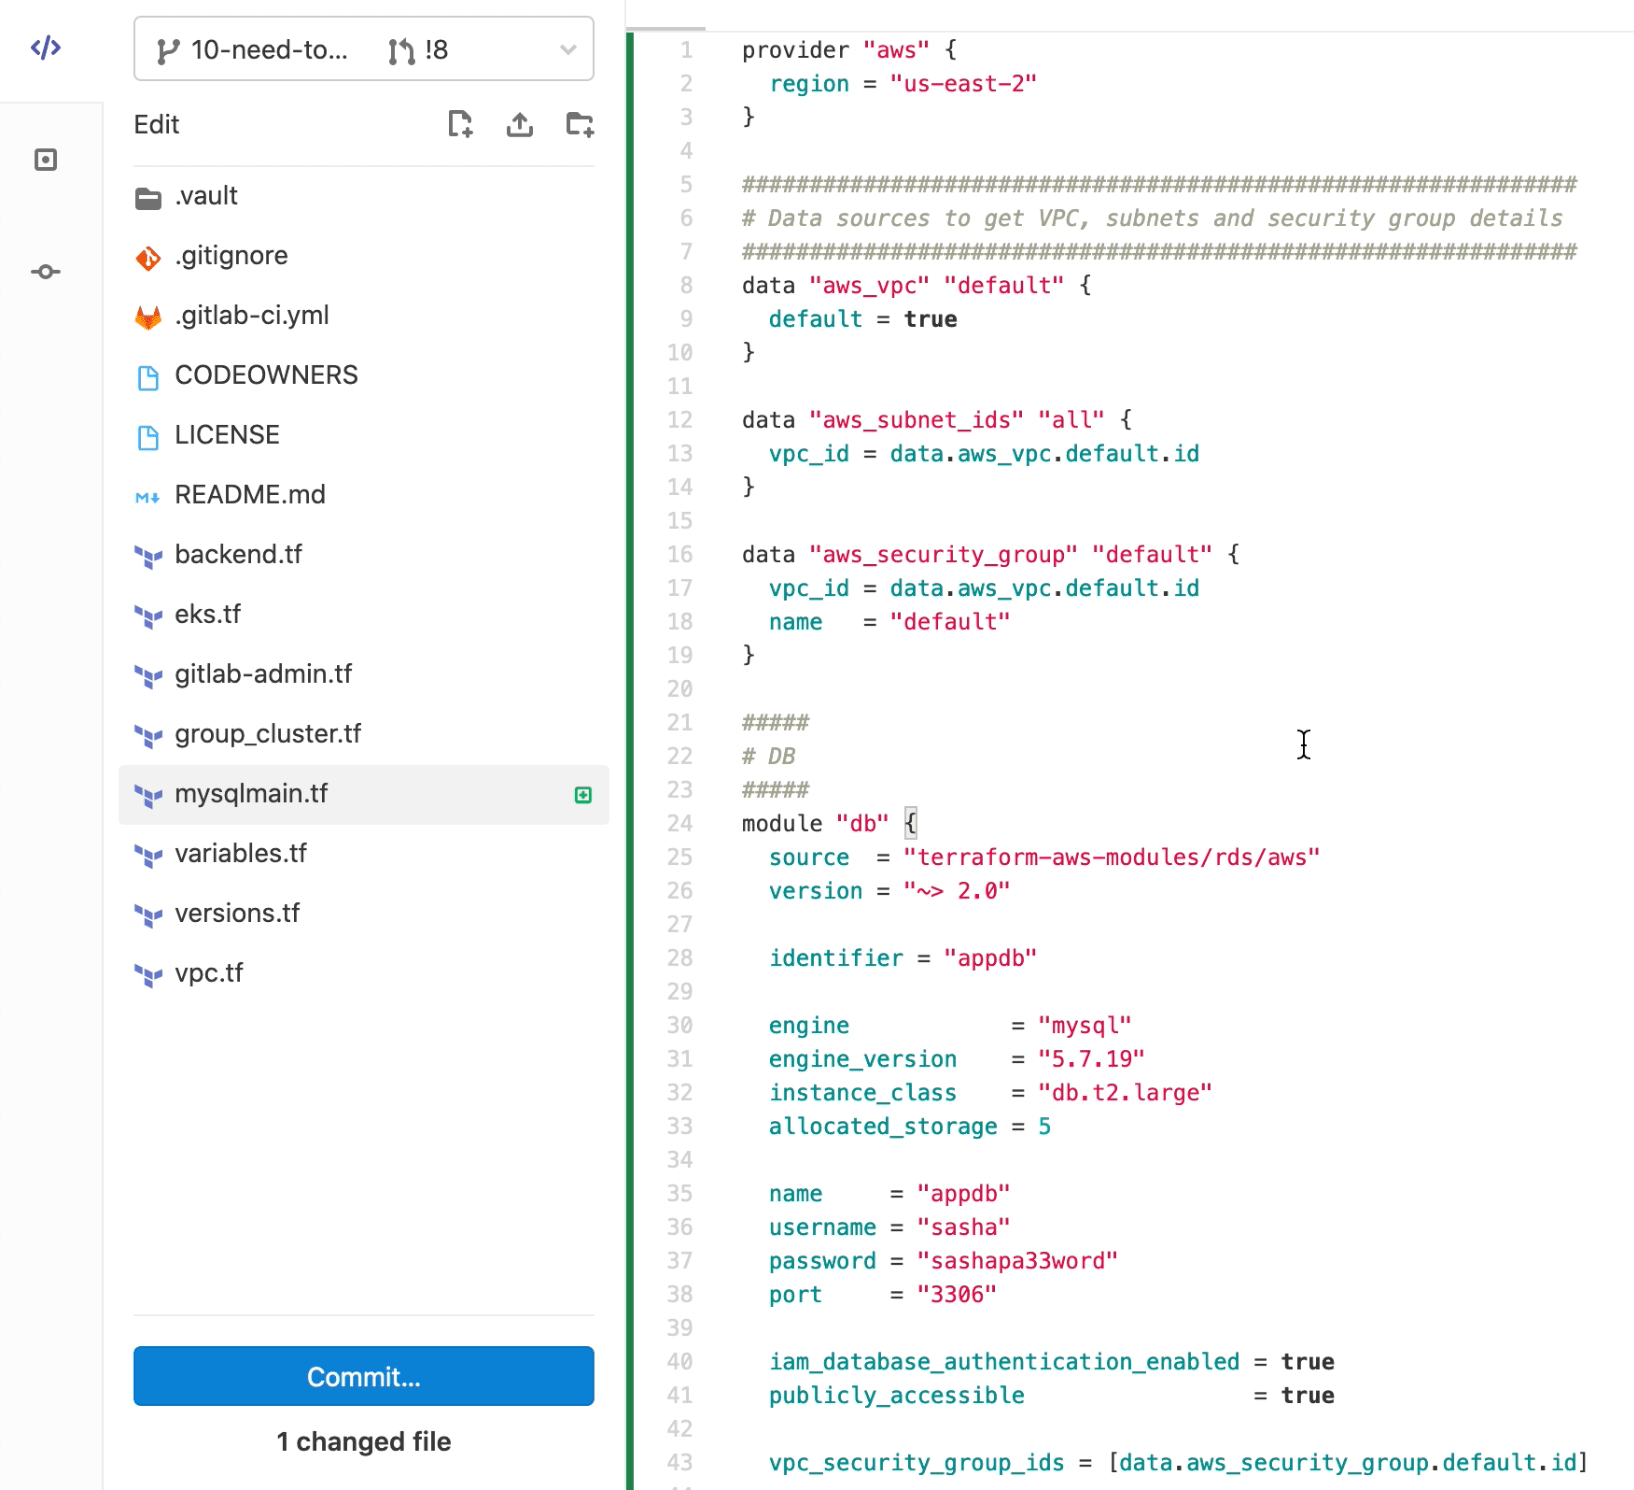 10-need-to... !8
Edit
.vault
.gitignore
.gitlab-ci.yml
CODEOWNERS
LICENSE
README.md
backend.tf
eks.tf
gitlab-admin.tf
group_cluster.tf
mysqlmain.tf
variables.tf
versions.tf
vpc.tf
Commit...
1 changed file
1 provider "aws" {
2   region = "us-east-2"
3 }
4
5 ##############################################################
6 # Data sources to get VPC, subnets and security group details
7 ##############################################################
8 data "aws_vpc" "default" {
9   default = true
10 }
11
12 data "aws_subnet_ids" "all" {
13   vpc_id = data.aws_vpc.default.id
14 }
15
16 data "aws_security_group" "default" {
17   vpc_id = data.aws_vpc.default.id
18   name   = "default"
19 }
20
21 #####
22 # DB
23 #####
24 module "db" {
25   source  = "terraform-aws-modules/rds/aws"
26   version = "~> 2.0"
27
28   identifier = "appdb"
29
30   engine            = "mysql"
31   engine_version    = "5.7.19"
32   instance_class    = "db.t2.large"
33   allocated_storage = 5
34
35   name     = "appdb"
36   username = "sasha"
37   password = "sashapa33word"
38   port     = "3306"
39
40   iam_database_authentication_enabled = true
41   publicly_accessible                 = true
42
43   vpc_security_group_ids = [data.aws_security_group.default.id]